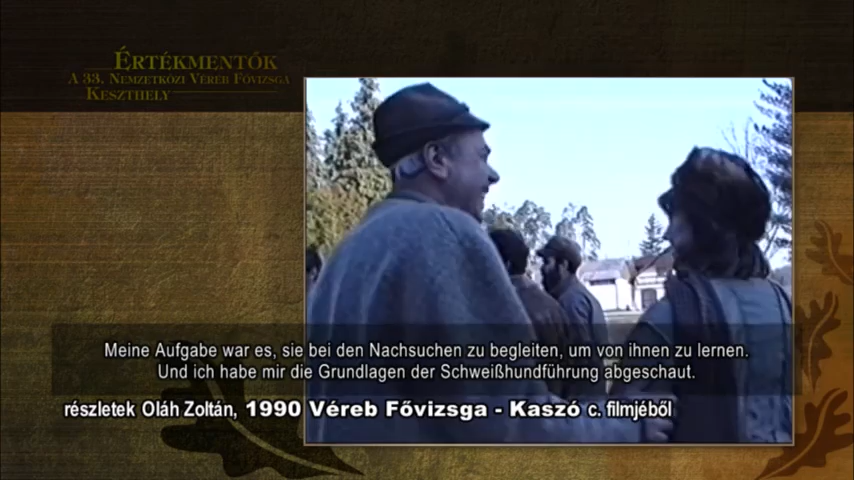 Értékmentők
A 33. Nemzetközi Véreb Fővizsga
Keszthely
Meine Aufgabe war es, sie bei den Nachsuchen zu begleiten, um von ihnen zu lernen.
Und ich habe mir die Grundlagen der Schweißhundführung abgeschaut.
részletek Oláh Zoltán, 1990 Véreb Fővizsga - Kaszó c. filmjéből